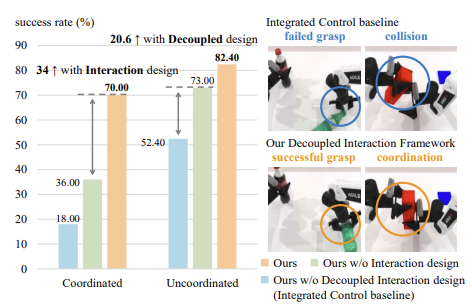 success rate (%)
20.6 ↑ with Decoupled design
34 ↑ with Interaction design
90
80
70
60
50
40
30
20
10
0
18.00
36.00
70.00
52.40
73.00
82.40
Coordinated
Uncoordinated
Integrated Control baseline
failed grasp
collision
Our Decoupled Interaction Framework
successful grasp
coordination
Ours
Ours w/o Interaction design
Ours w/o Decoupled Interaction design
(Integrated Control baseline)